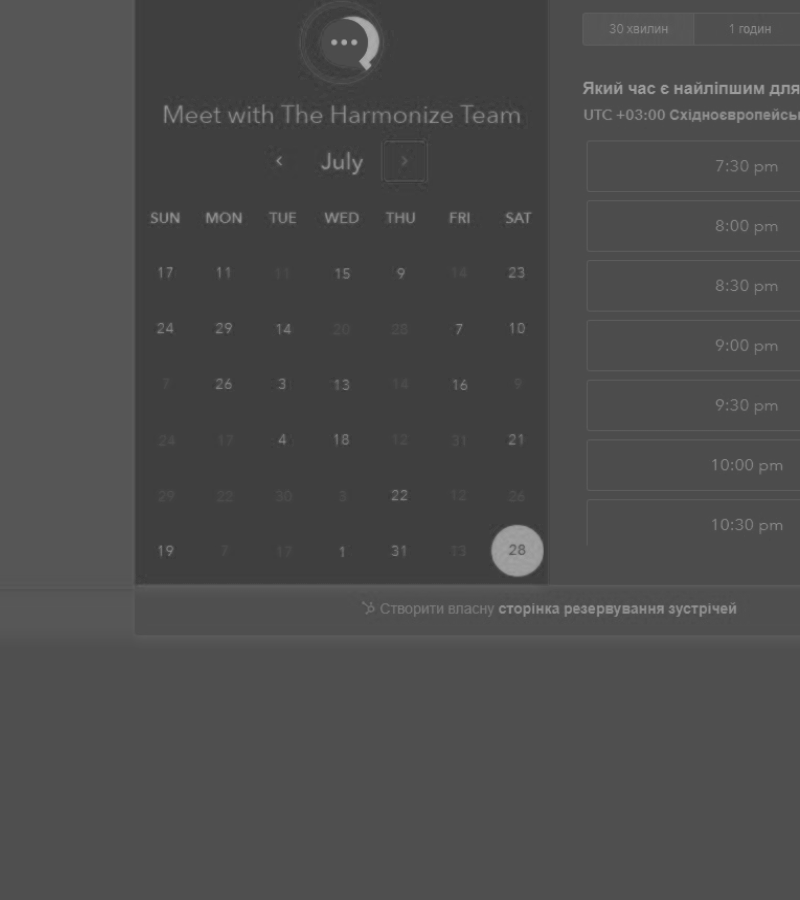 Meet with The Harmonize Team
July
SUN MON TUE WED THU FRI SAT
17 11 11 15 9 14 23
24 29 14 20 28 7 10
7 26 3 13 14 16 9
24 17 4 18 12 31 21
29 22 30 3 22 12 26
19 7 17 1 31 13 28
30 хвилин 1 годин
Який час є найліпшим для
UTC +03:00
7:30 pm
8:00 pm
8:30 pm
9:00 pm
9:30 pm
10:00 pm
10:30 pm
Створити власну сторінка резервування зустрічей